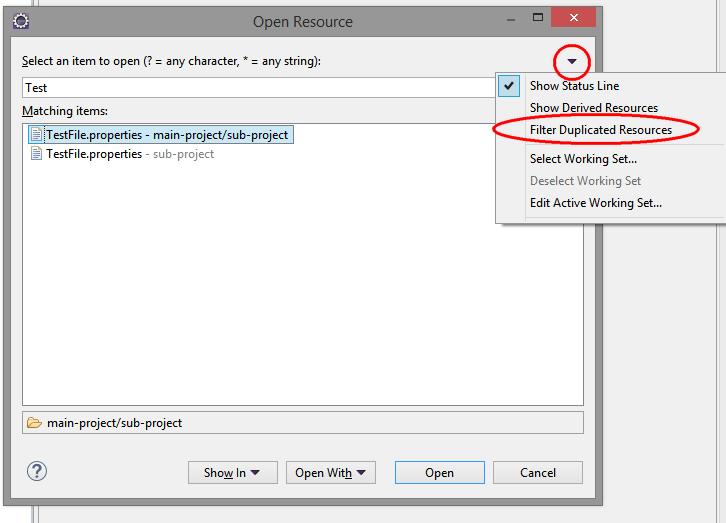 Open Resource
Select an item to open (? = any character, * = any string):
Test
Matching items:
TestFile.properties - main-project/sub-project
TestFile.properties - sub-project
Show Status Line
Show Derived Resources
Filter Duplicated Resources
Select Working Set...
Deselect Working Set
Edit Active Working Set...
main-project/sub-project
Show In
Open With
Open
Cancel